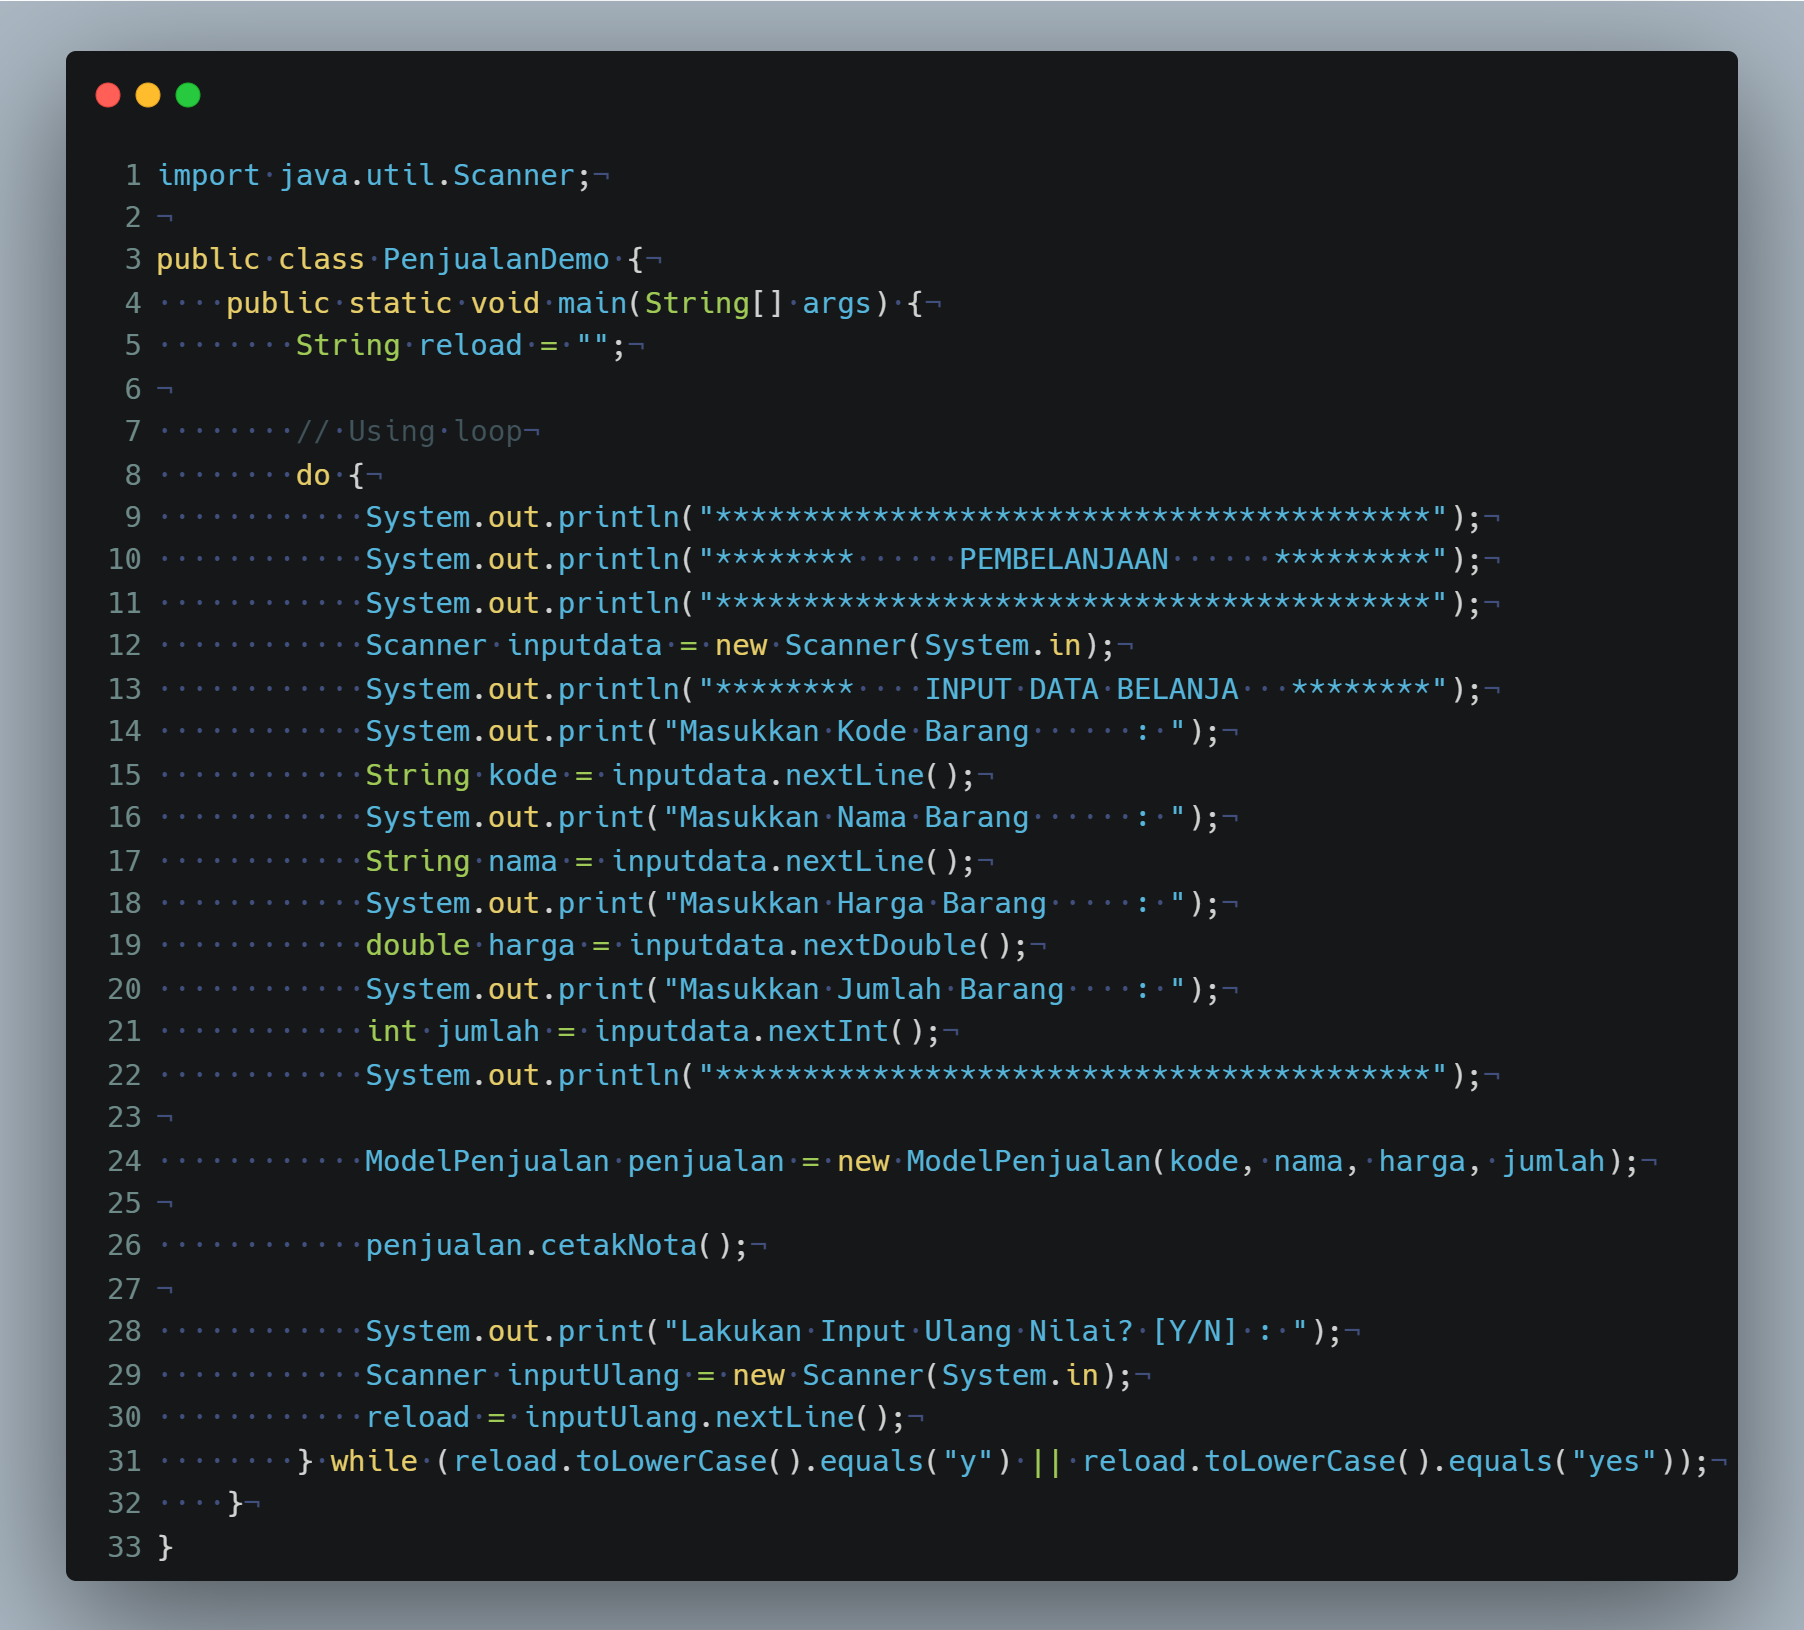 1 import java.util.Scanner;
2
3 public class PenjualanDemo {
4     public static void main(String[] args) {
5         String reload = "";
6
7         // Using loop
8         do {
9             System.out.println("*****************************************");
10             System.out.println("********      PEMBELANJAAN      *********");
11             System.out.println("*****************************************");
12             Scanner inputdata = new Scanner(System.in);
13             System.out.println("********    INPUT DATA BELANJA   ********");
14             System.out.print("Masukkan Kode Barang      : ");
15             String kode = inputdata.nextLine();
16             System.out.print("Masukkan Nama Barang      : ");
17             String nama = inputdata.nextLine();
18             System.out.print("Masukkan Harga Barang     : ");
19             double harga = inputdata.nextDouble();
20             System.out.print("Masukkan Jumlah Barang    : ");
21             int jumlah = inputdata.nextInt();
22             System.out.println("*****************************************");
23
24             ModelPenjualan penjualan = new ModelPenjualan(kode, nama, harga, jumlah);
25
26             penjualan.cetakNota();
27
28             System.out.print("Lakukan Input Ulang Nilai? [Y/N] : ");
29             Scanner inputUlang = new Scanner(System.in);
30             reload = inputUlang.nextLine();
31         } while (reload.toLowerCase().equals("y") || reload.toLowerCase().equals("yes"));
32     }
33 }